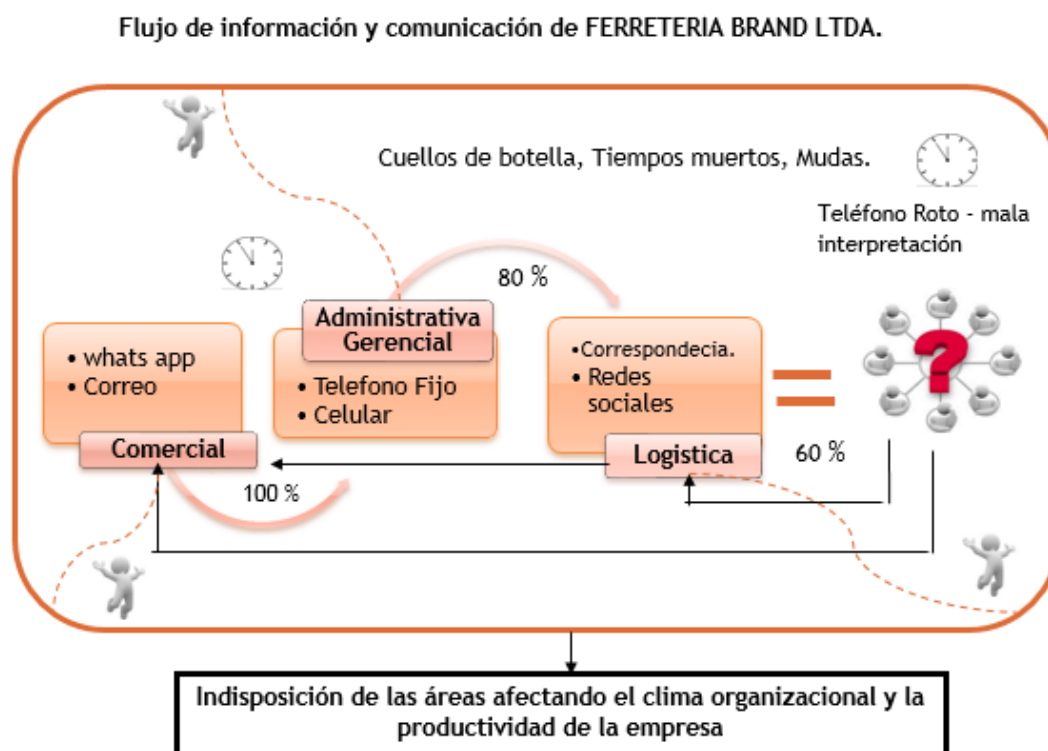 Flujo de información y comunicación de FERRETERIA BRAND LTDA.
Cuellos de botella, Tiempos muertos, Mudas.
Teléfono Roto - mala
interpretación
80 %
Administrativa
Gerencial
• whats app
• Correo
Comercial
• Telefono Fijo
• Celular
•Correspondecia.
• Redes
sociales
Logistica
?
60 %
100 %
Indisposición de las áreas afectando el clima organizacional y la
productividad de la empresa